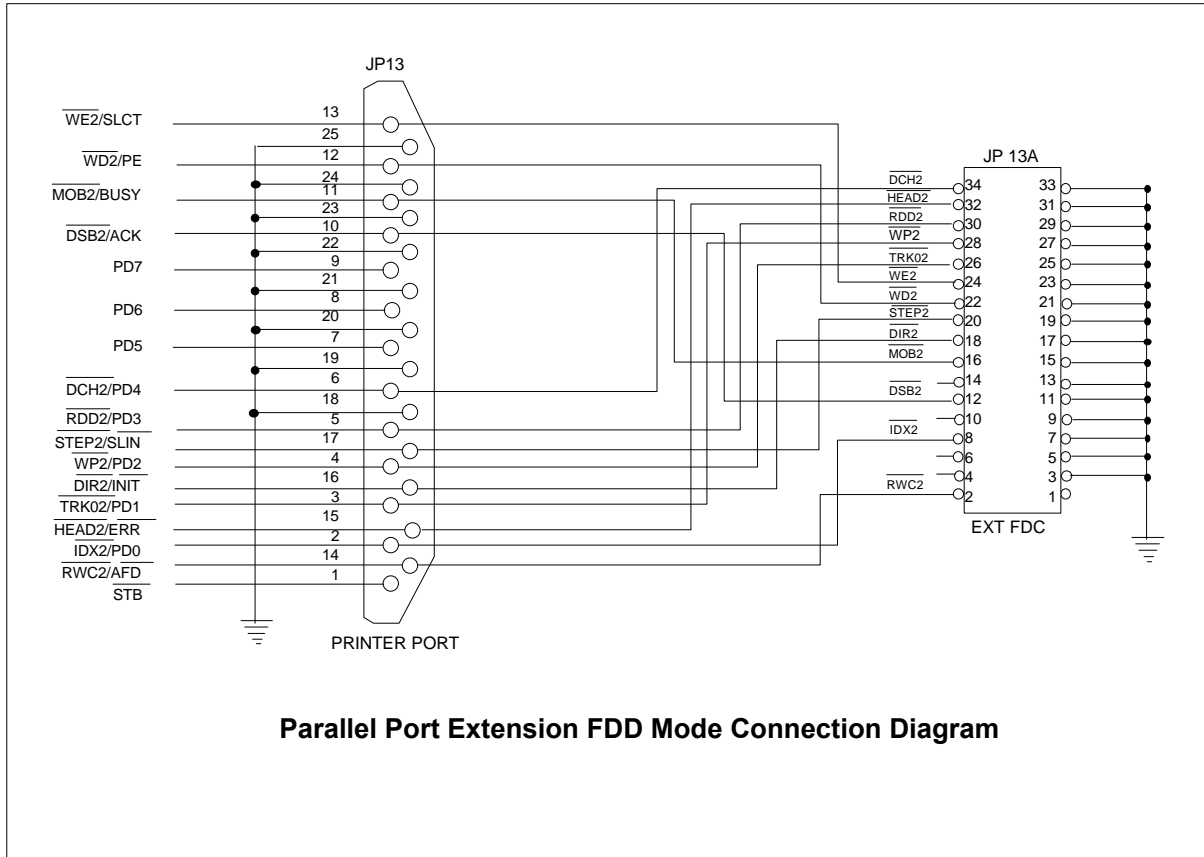 JP13
WE2/SLCT
13
25
WD2/PE
12
24
MOB2/BUSY
11
23
DSB2/ACK
10
22
PD7
9
21
PD6
8
20
PD5
7
19
DCH2/PD4
6
18
RDD2/PD3
5
STEP2/SLIN
17
WP2/PD2
4
DIR2/INIT
16
TRK02/PD1
3
HEAD2/ERR
15
IDX2/PD0
2
RWC2/AFD
14
STB
1
PRINTER PORT
JP 13A
DCH2 34 33
HEAD2 32 31
RDD2 30 29
WP2 28 27
TRK02 26 25
WE2 24 23
WD2 22 21
STEP2 20 19
DIR2 18 17
MOB2 16 15
14 13
DSB2 12 11
10 9
IDX2 8 7
6 5
4 3
RWC2 2 1
EXT FDC
Parallel Port Extension FDD Mode Connection Diagram